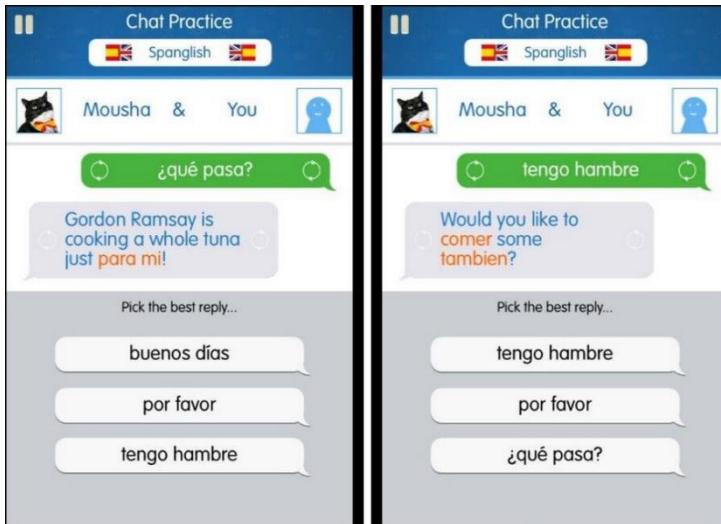 Chat Practice
Spanglish
Mousha & You
¿qué pasa?
Gordon Ramsay is
cooking a whole tuna
just para mi!
Pick the best reply...
buenos días
por favor
tengo hambre
Chat Practice
Spanglish
Mousha & You
tengo hambre
Would you like to
comer some
tambien?
Pick the best reply...
tengo hambre
por favor
¿qué pasa?